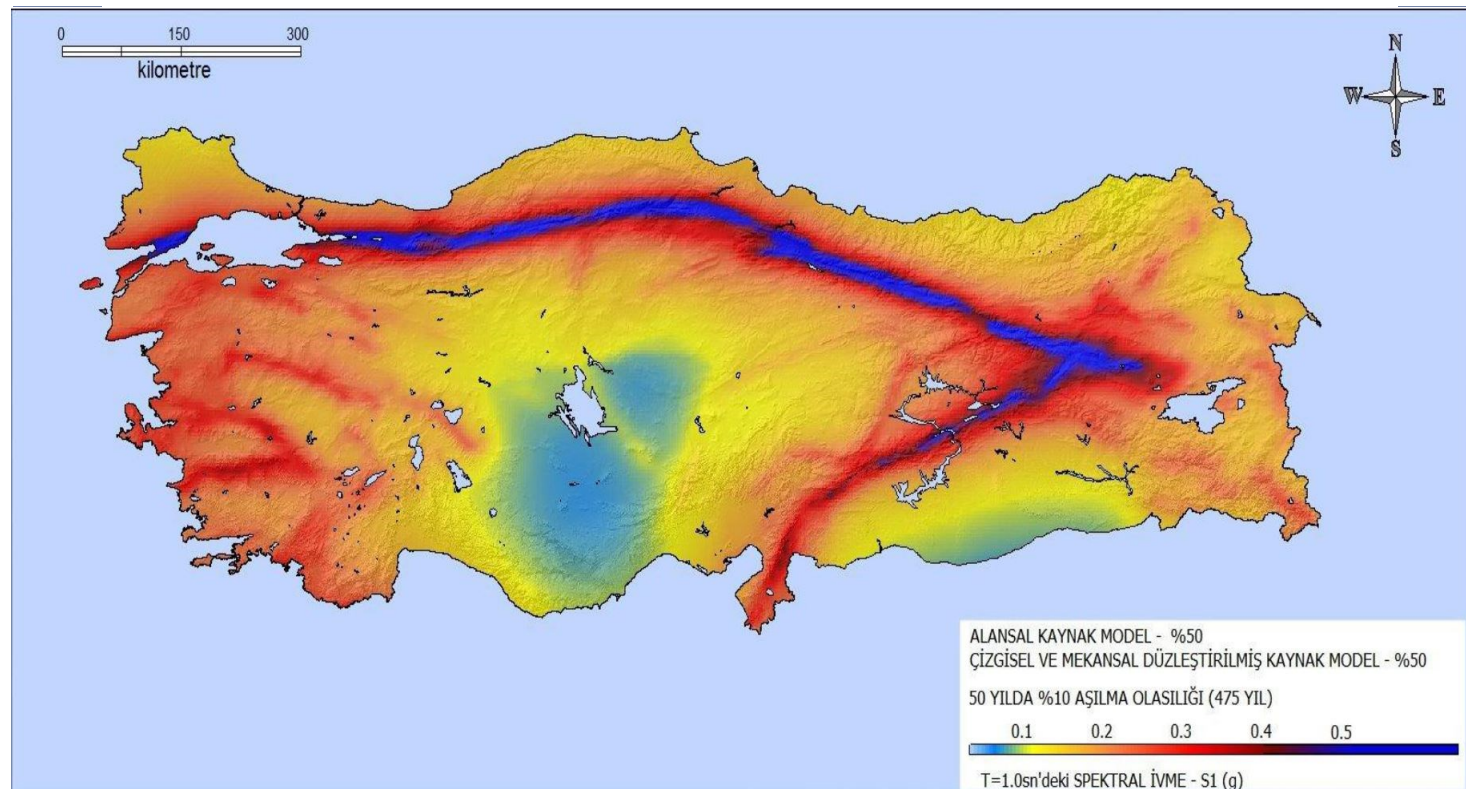 0 150 300
kilometre
N
W E
S
ALANSAL KAYNAK MODEL - %50
ÇİZGİSEL VE MEKANSAL DÜZLEŞTİRİLMİŞ KAYNAK MODEL - %50
50 YILDA %10 AŞILMA OLASILIĞI (475 YIL)
0.1 0.2 0.3 0.4 0.5
T=1.0sn'deki SPEKTRAL İVME - S1 (g)